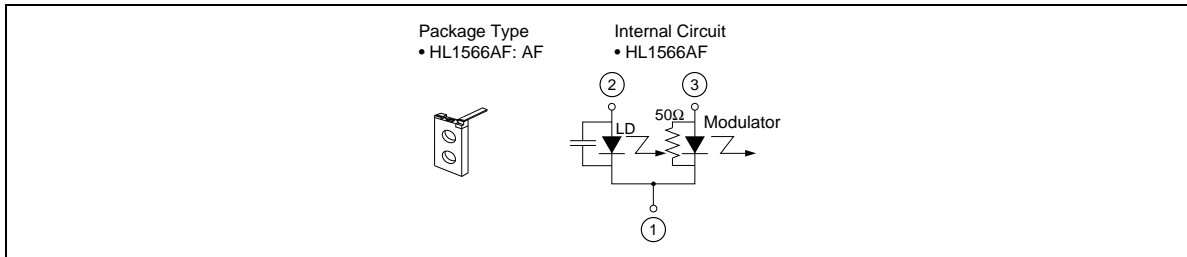 Package Type
• HL1566AF: AF
Internal Circuit
• HL1566AF
2
3
50Ω
LD
Modulator
1